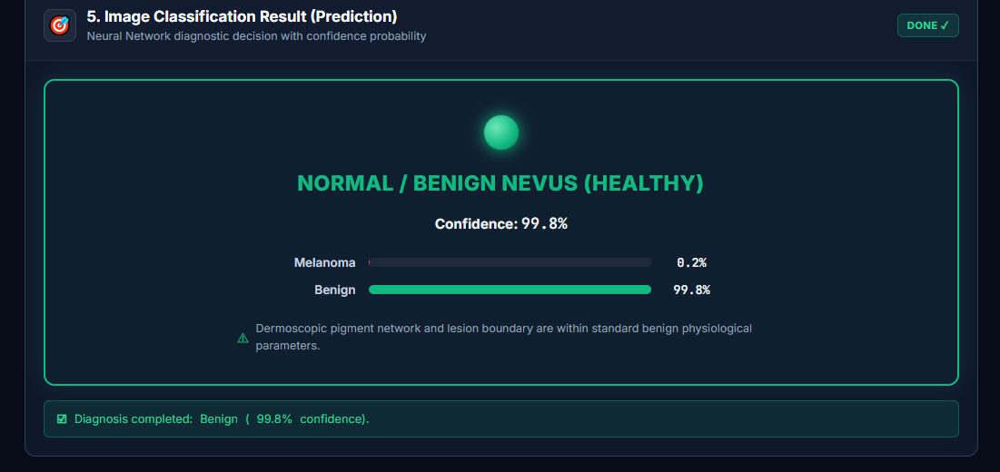 5. Image Classification Result (Prediction)
Neural Network diagnostic decision with confidence probability
DONE ✓
NORMAL / BENIGN NEVUS (HEALTHY)
Confidence: 99.8%
Melanoma 0.2%
Benign 99.8%
⚠ Dermoscopic pigment network and lesion boundary are within standard benign physiological
parameters.
☑ Diagnosis completed: Benign ( 99.8% confidence).